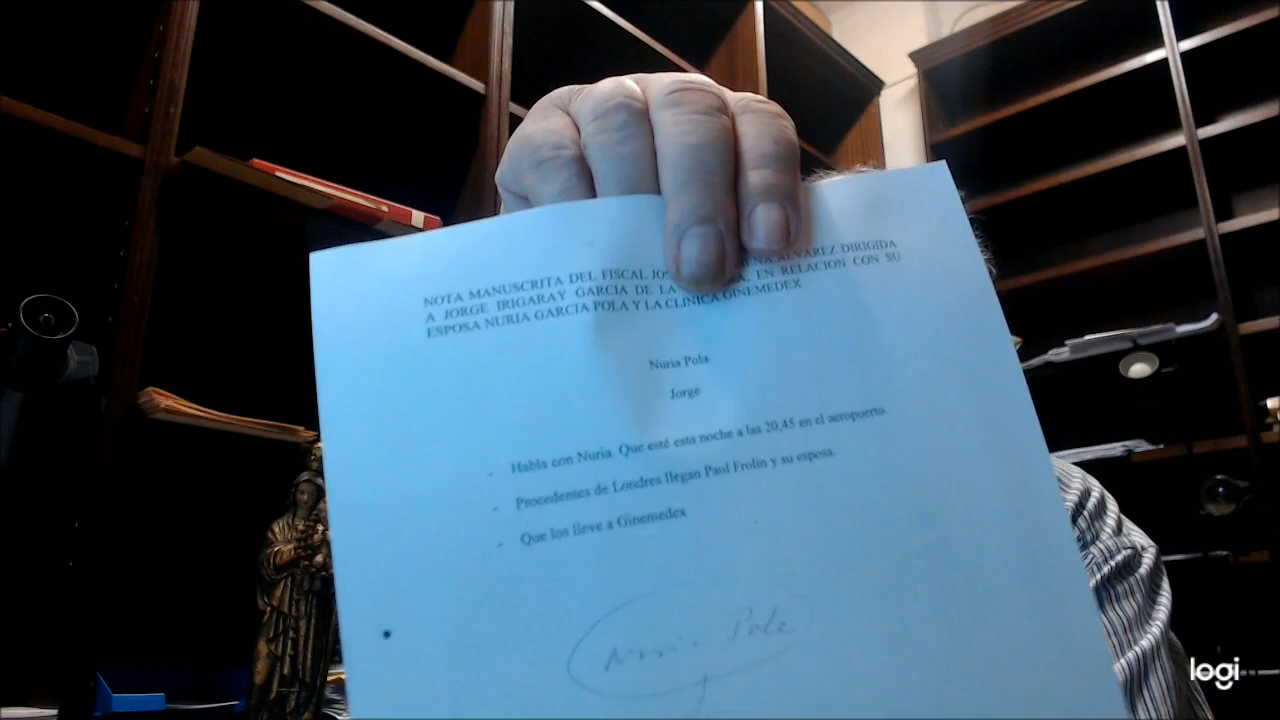 NOTA MANUSCRITA DEL FISCAL ALVAREZ DIRIGIDA
A JORGE IRIGARAY GARCIA DE LA EN RELACION CON SU
ESPOSA NURIA GARCIA POLA Y LA CLINICA GINEMEDEX
Nuria Pola
Jorge
- Habla con Nuria. Que esté esta noche a las 20,45 en el aeropuerto
- Procedentes de Londres llegan Paul Frolin y su esposa.
- Que los lleve a Ginemedex
Nuria Pola
logi